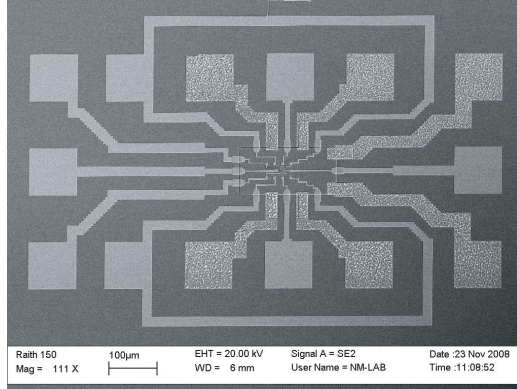 Raith 150 100µm EHT = 20.00 kV Signal A = SE2 Date :23 Nov 2008
Mag = 111 X WD = 6 mm User Name = NM-LAB Time :11:08:52